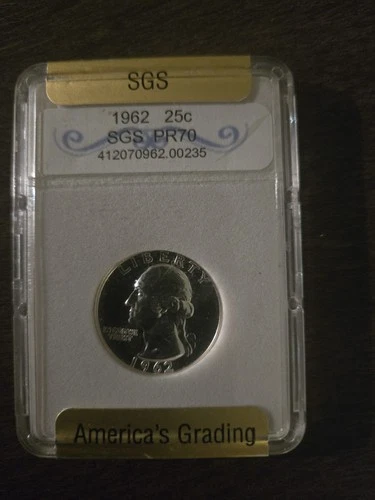 SGS
1962 25c
SGS PR70
412070962.00235
LIBERTY
1962
America's Grading